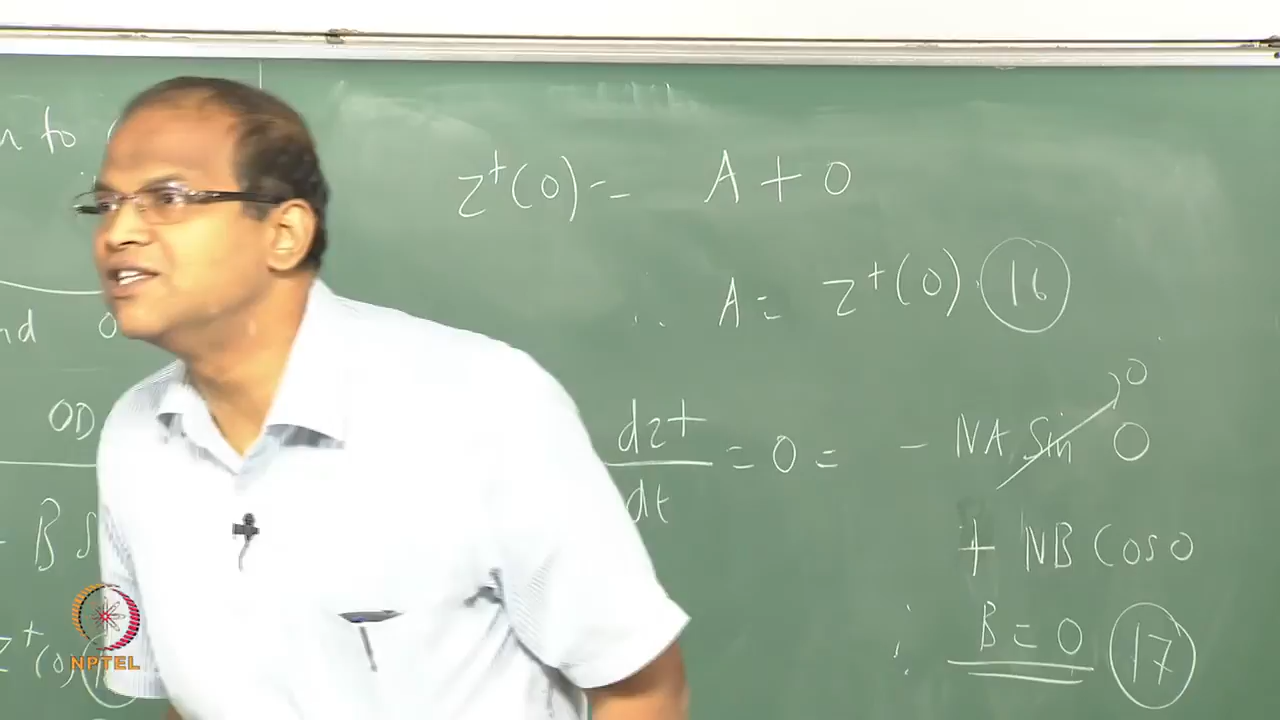 to
z⁺(0) = A + 0
∴ A = z⁺(0). (16)
nd
OD
dz⁺/dt = 0 = - NA Sin 0 → 0
+ NB Cos 0
B S
∴ B = 0 (17)
z⁺(0)
NPTEL